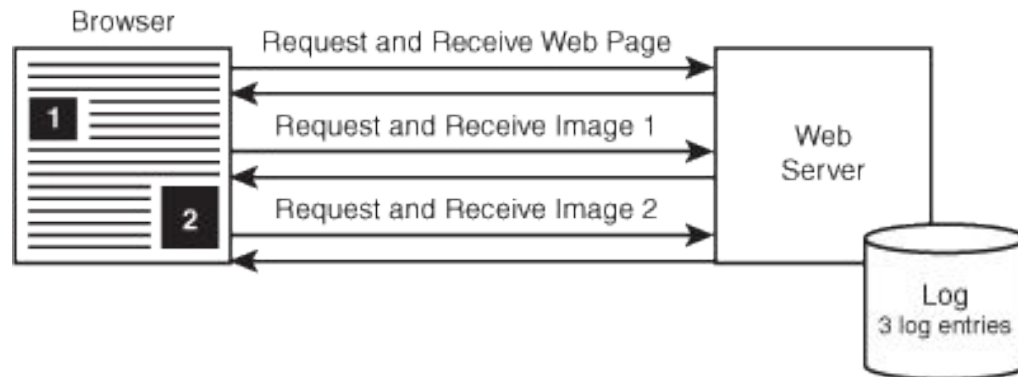 Browser
Request and Receive Web Page
1
Request and Receive Image 1
Web
Server
2
Request and Receive Image 2
Log
3 log entries